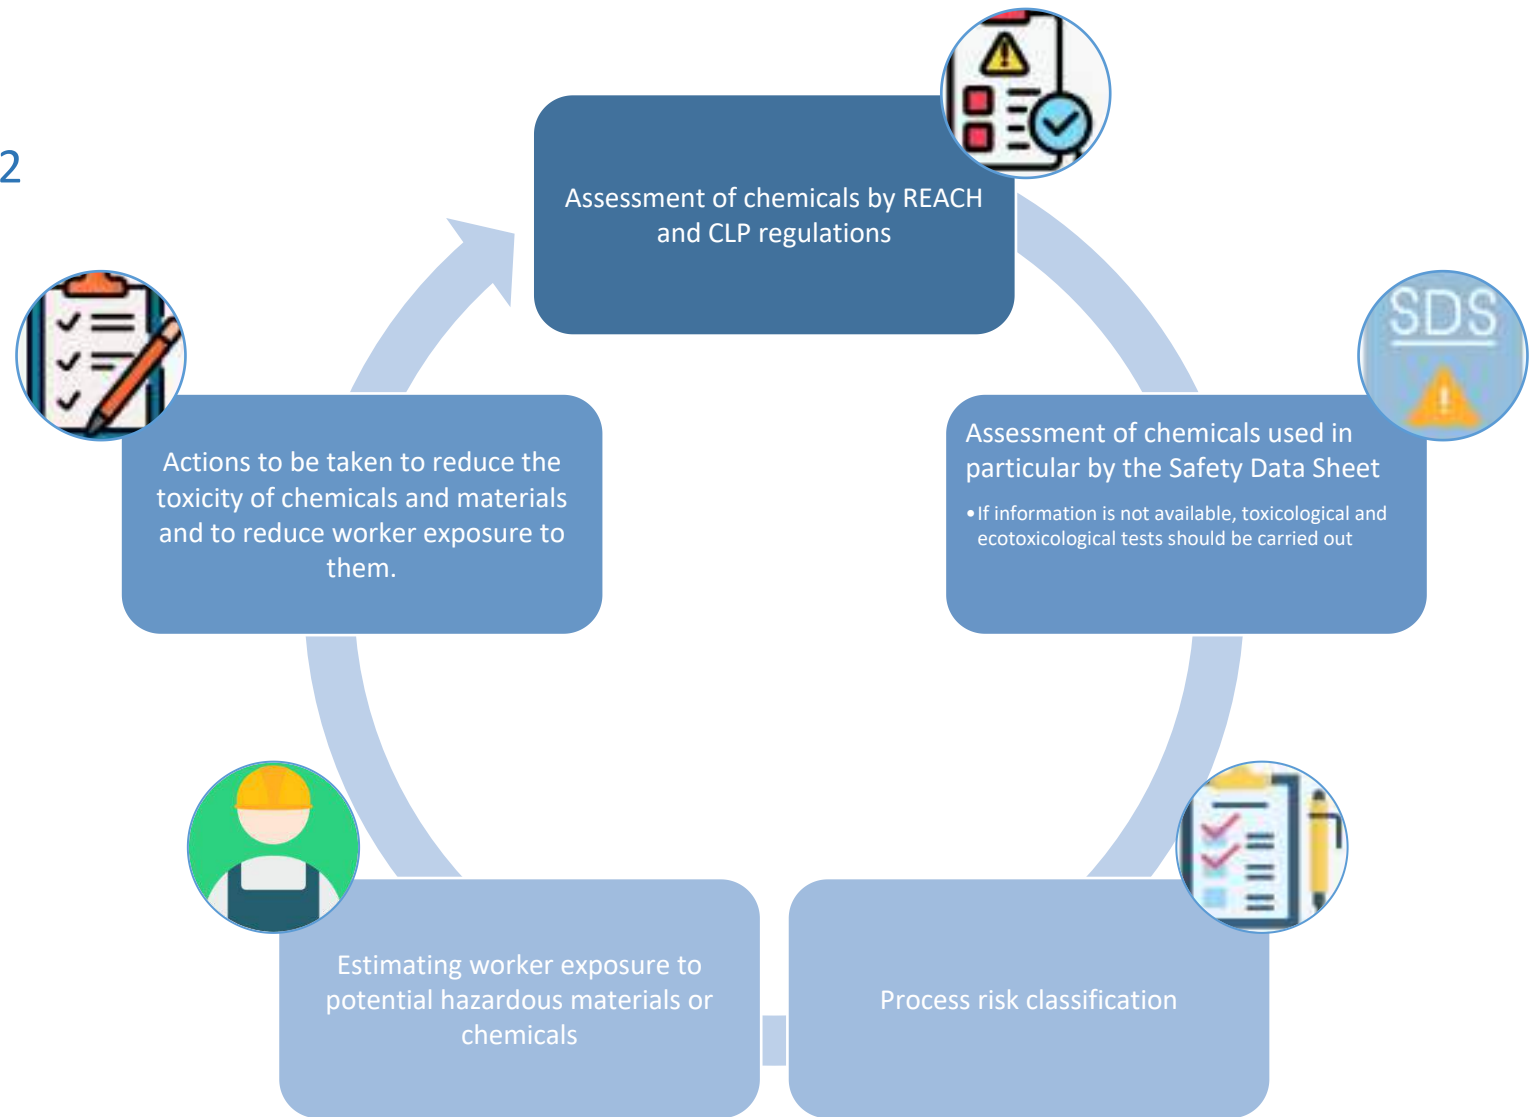 2
Assessment of chemicals by REACH
and CLP regulations
SDS
Assessment of chemicals used in
particular by the Safety Data Sheet
•If information is not available, toxicological and
ecotoxicological tests should be carried out
Process risk classification
Estimating worker exposure to
potential hazardous materials or
chemicals
Actions to be taken to reduce the
toxicity of chemicals and materials
and to reduce worker exposure to
them.